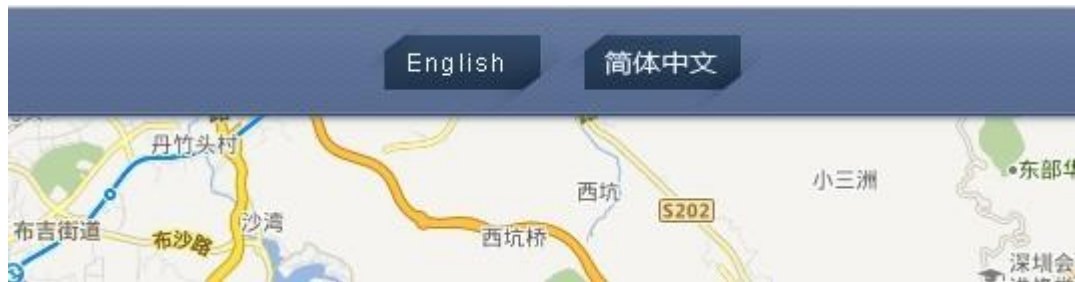 English
简体中文
丹竹头村
小三洲
东部华
西坑
S202
沙湾
布吉街道
布沙路
西坑桥
深圳会